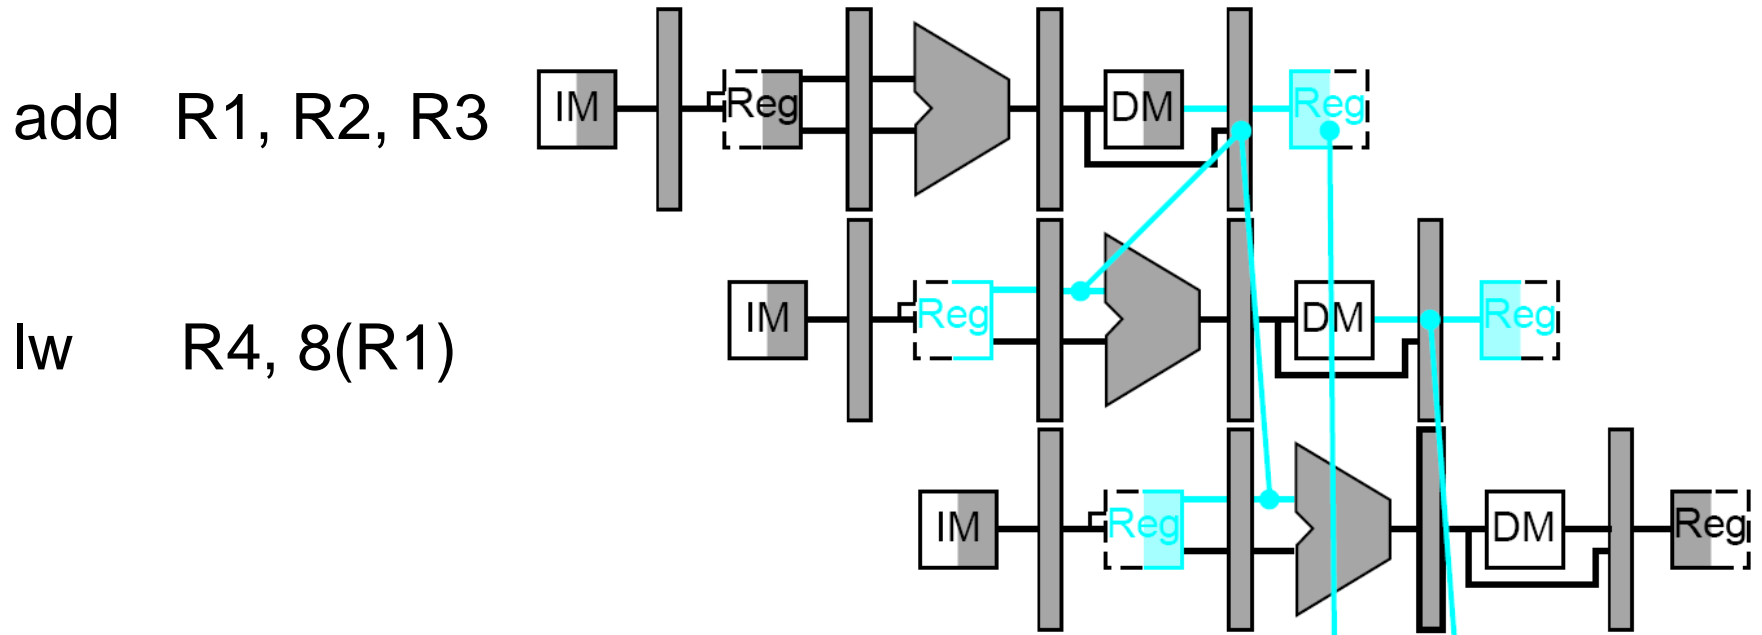 add R1, R2, R3 IM Reg DM Reg
lw R4, 8(R1) IM Reg DM Reg
IM Reg DM Reg